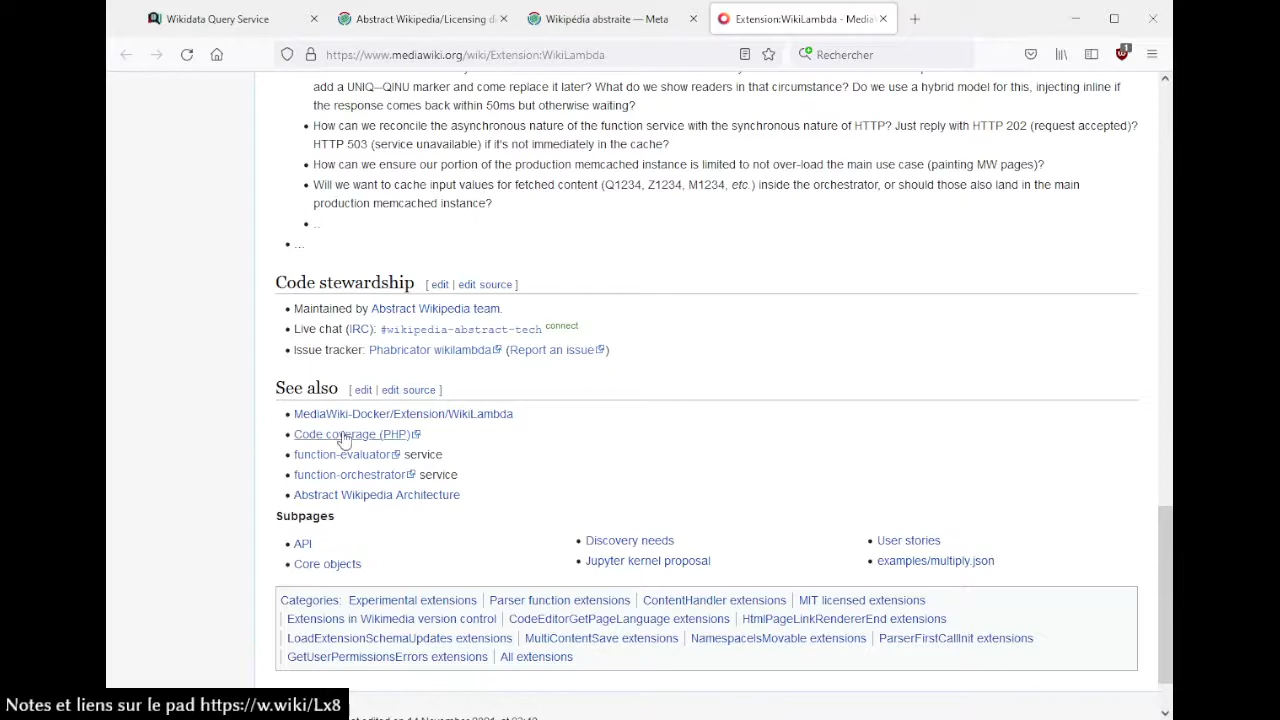 Wikidata Query Service
Abstract Wikipedia/Licensing d
Wikipédia abstraite — Meta
Extension:WikiLambda - Media
https://www.mediawiki.org/wiki/Extension:WikiLambda
Rechercher
1
add a UNIQ--QINU marker and come replace it later? What do we show readers in that circumstance? Do we use a hybrid model for this, injecting inline if
the response comes back within 50ms but otherwise waiting?
• How can we reconcile the asynchronous nature of the function service with the synchronous nature of HTTP? Just reply with HTTP 202 (request accepted)?
HTTP 503 (service unavailable) if it's not immediately in the cache?
• How can we ensure our portion of the production memcached instance is limited to not over-load the main use case (painting MW pages)?
• Will we want to cache input values for fetched content (Q1234, Z1234, M1234, etc.) inside the orchestrator, or should those also land in the main
production memcached instance?
• ..
• ...
Code stewardship [ edit | edit source ]
• Maintained by Abstract Wikipedia team.
• Live chat (IRC): #wikipedia-abstract-tech connect
• Issue tracker: Phabricator wikilambda (Report an issue)
See also [ edit | edit source ]
• MediaWiki-Docker/Extension/WikiLambda
• Code coverage (PHP)
• function-evaluator service
• function-orchestrator service
• Abstract Wikipedia Architecture
Subpages
• API
• Core objects
• Discovery needs
• Jupyter kernel proposal
• User stories
• examples/multiply.json
Categories: Experimental extensions | Parser function extensions | ContentHandler extensions | MIT licensed extensions
| Extensions in Wikimedia version control | CodeEditorGetPageLanguage extensions | HtmlPageLinkRendererEnd extensions
| LoadExtensionSchemaUpdates extensions | MultiContentSave extensions | NamespaceIsMovable extensions | ParserFirstCallInit extensions
| GetUserPermissionsErrors extensions | All extensions
Notes et liens sur le pad https://w.wiki/Lx8